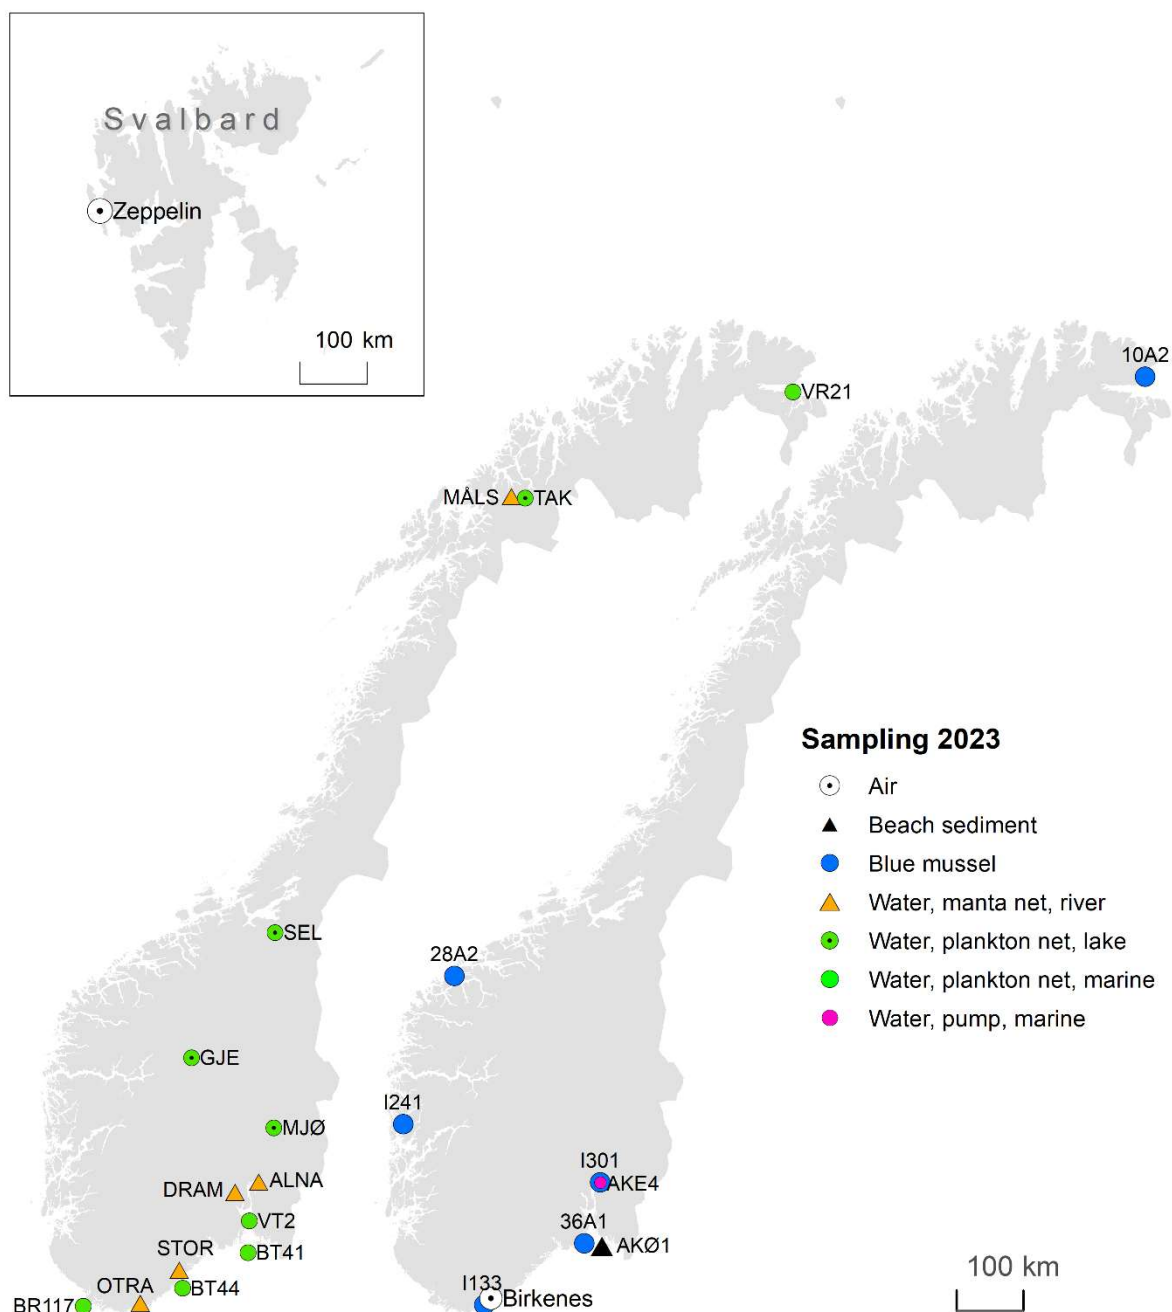 Svalbard
Zeppelin
100 km
10A2
VR21
MÅLS
TAK
Sampling 2023
Air
Beach sediment
Blue mussel
Water, manta net, river
Water, plankton net, lake
Water, plankton net, marine
Water, pump, marine
SEL
28A2
GJE
I241
MJØ
I301
AKE4
ALNA
DRAM
VT2
36A1
AKØ1
BT41
STOR
BT44
OTRA
BR117
I133
Birkenes
100 km